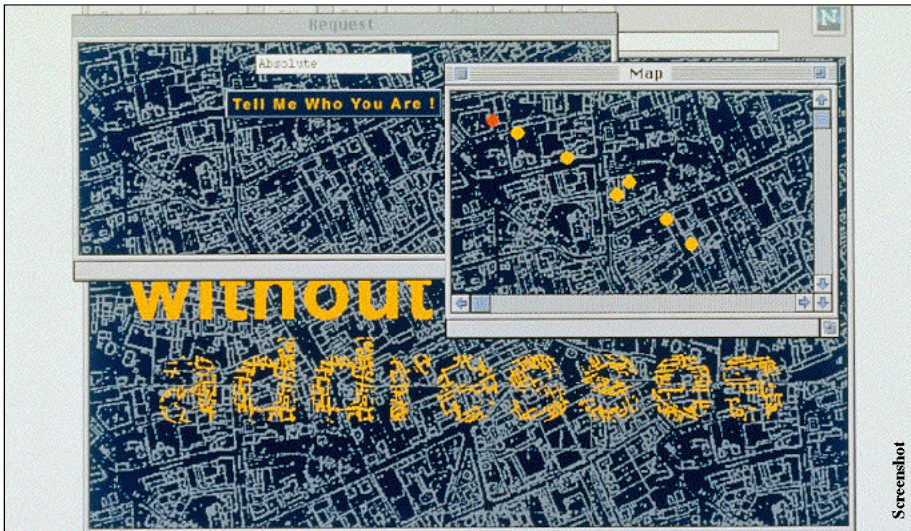 Request
N
Absolute
Tell Me Who You Are !
Map
without
addresses
Screenshot